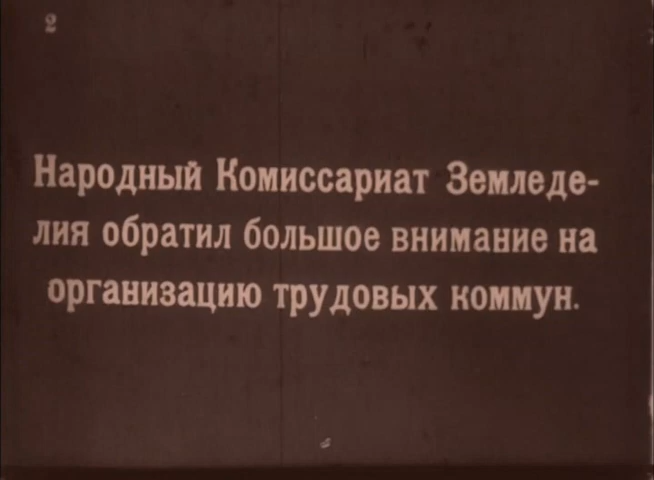 2
Народный Комиссариат Земледе-
лия обратил большое внимание на
организацию трудовых коммун.